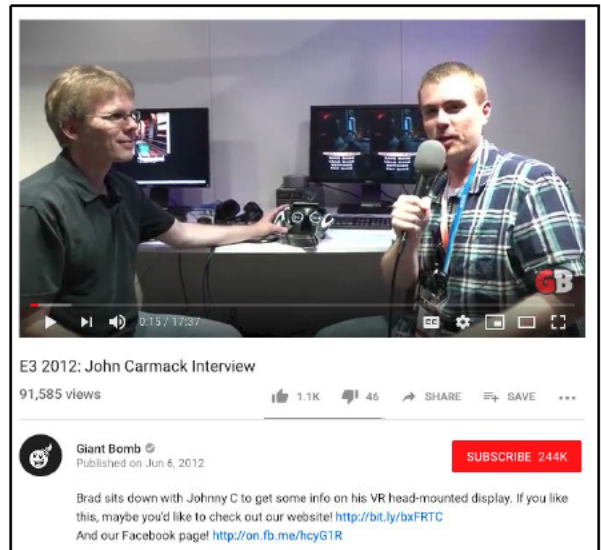 GB
0:15 / 17:37
CC
E3 2012: John Carmack Interview
91,585 views
1.1K 46 SHARE SAVE
Giant Bomb
Published on Jun 6, 2012
SUBSCRIBE 244K
Brad sits down with Johnny C to get some info on his VR head-mounted display. If you like
this, maybe you'd like to check out our website! http://bit.ly/bxFRTC
And our Facebook page! http://on.fb.me/hcyG1R